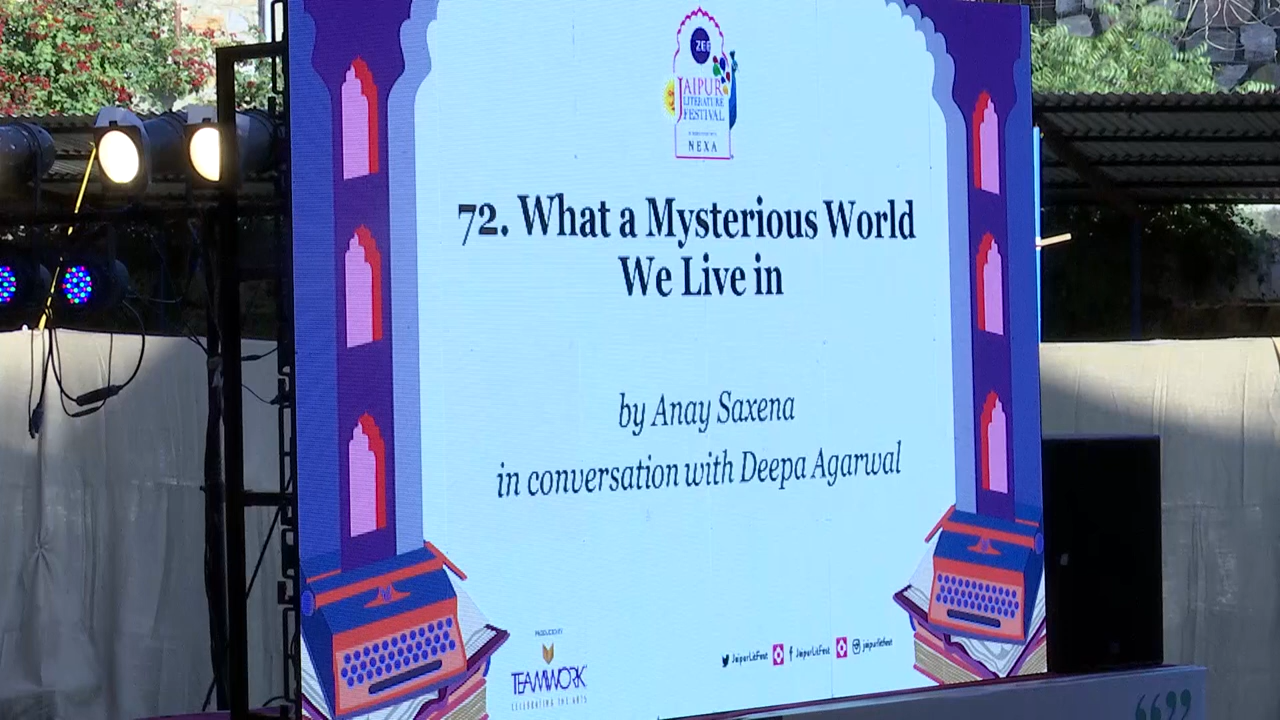 ZEE
JAIPUR
LITERATURE
FESTIVAL
NEXA
72. What a Mysterious World
We Live in
by Anay Saxena
in conversation with Deepa Agarwal
TEAMWORK
CELEBRATING THE ARTS
JaipurLitFest JaipurLitFest jaipurlitfest